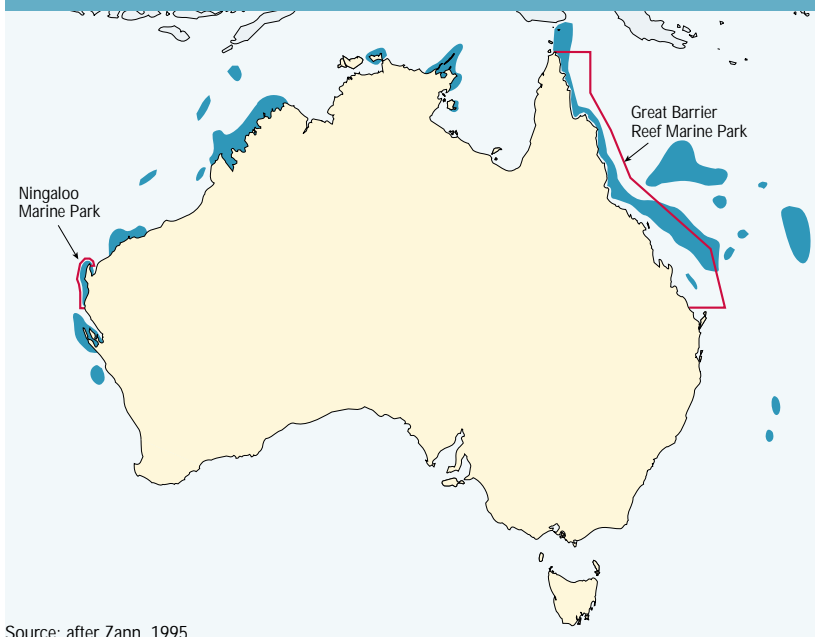 Great Barrier
Reef Marine Park
Ningaloo
Marine Park
Source: after Zann, 1995